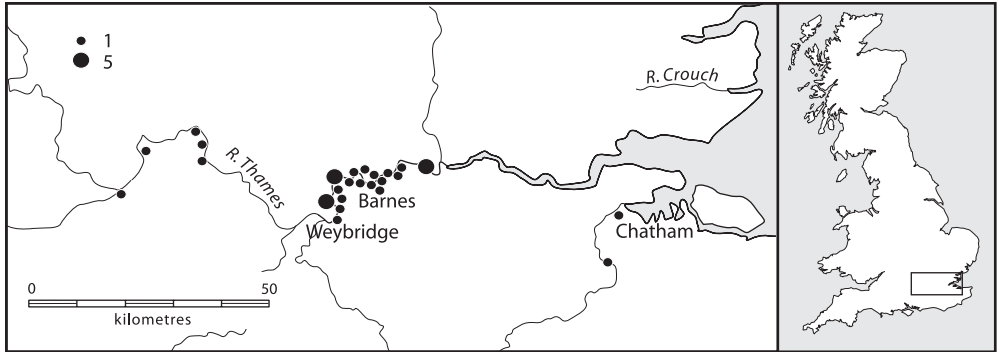 1
5
R. Crouch
R. Thames
Barnes
Weybridge
Chatham
0 50
kilometres